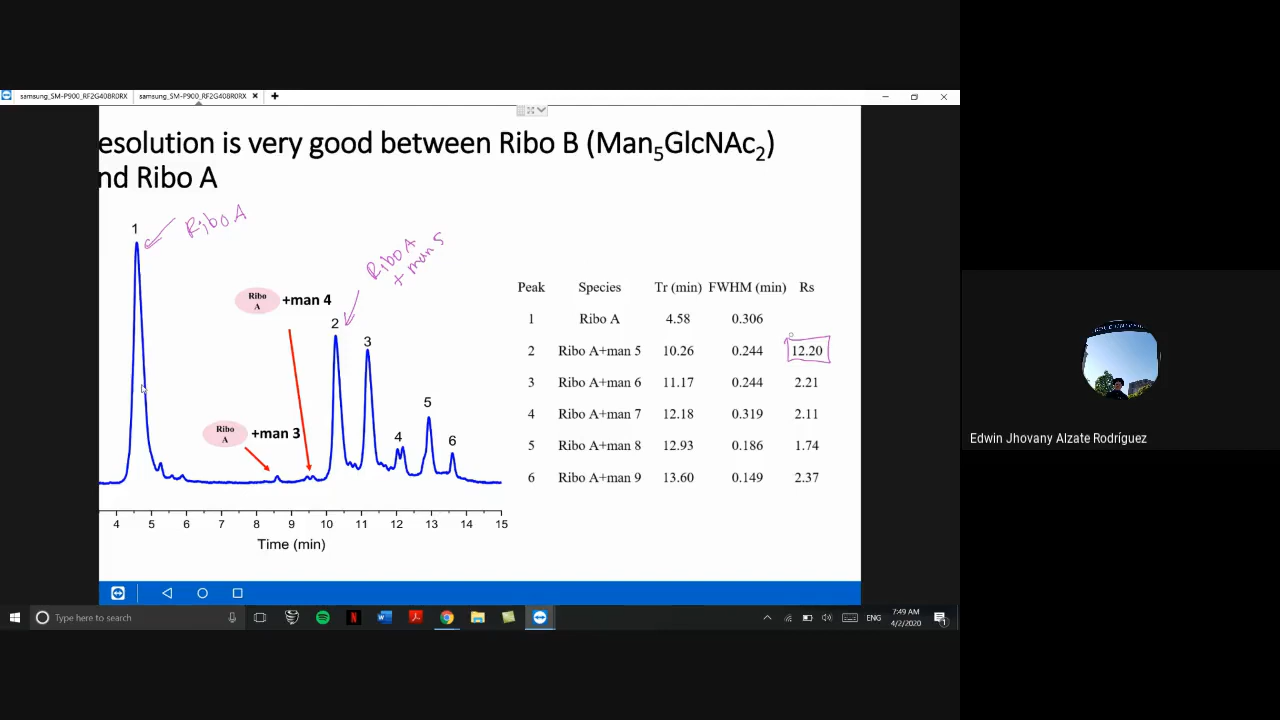 samsung_SM-P900_RF2G408R0RX
samsung_SM-P900_RF2G408R0RX
esolution is very good between Ribo B (Man5GlcNAc2)
nd Ribo A
1
Ribo A
Ribo A
+ man 5
Ribo
A
+man 4
2
3
Ribo
A
+man 3
4
5
6
4 5 6 7 8 9 10 11 12 13 14 15
Time (min)
Peak Species Tr (min) FWHM (min) Rs
1 Ribo A 4.58 0.306
2 Ribo A+man 5 10.26 0.244 12.20
3 Ribo A+man 6 11.17 0.244 2.21
4 Ribo A+man 7 12.18 0.319 2.11
5 Ribo A+man 8 12.93 0.186 1.74
6 Ribo A+man 9 13.60 0.149 2.37
Edwin Jhovany Alzate Rodríguez
Type here to search
ENG
7:49 AM
4/2/2020